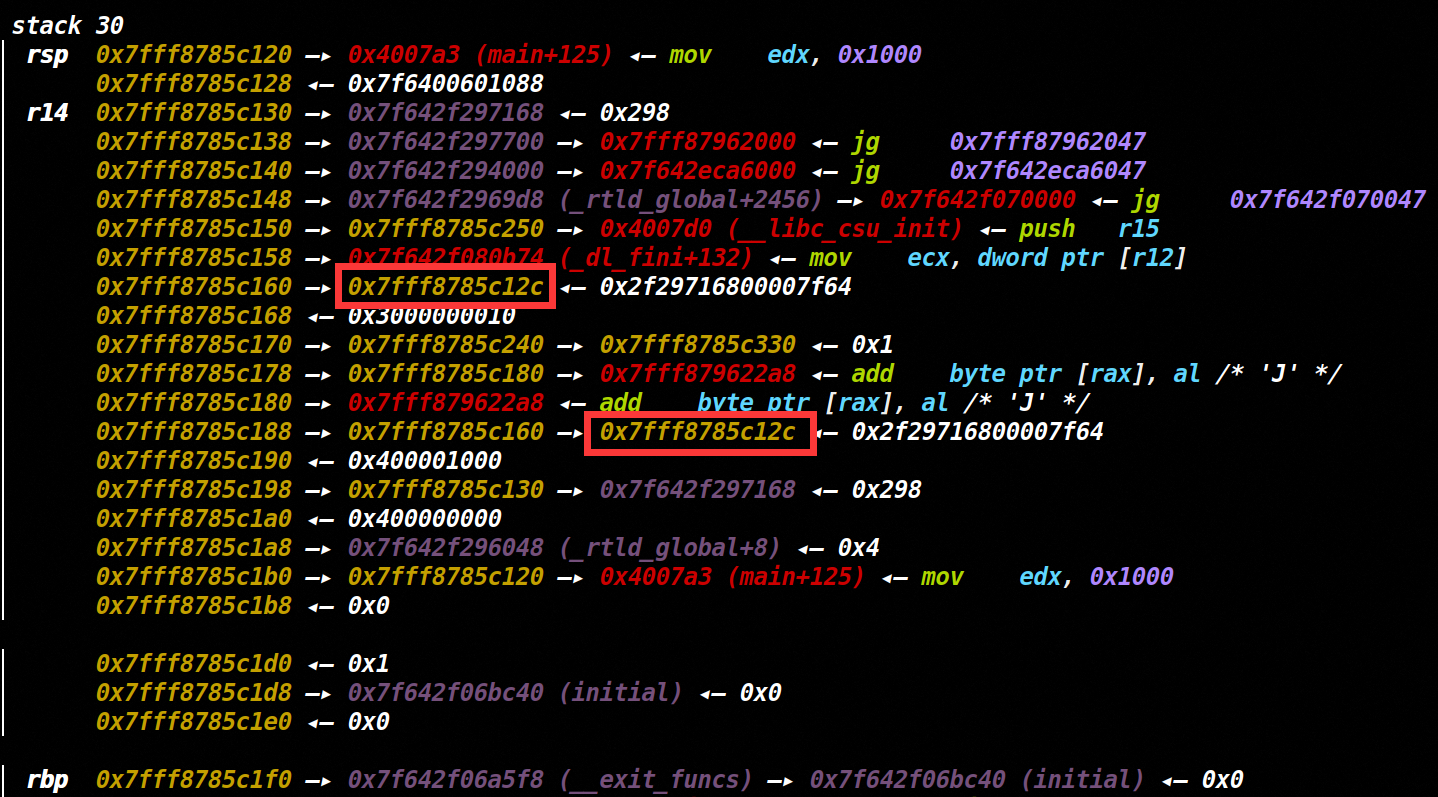 stack 30
rsp 0x7fff8785c120 —▸ 0x4007a3 (main+125) ◂— mov edx, 0x1000
0x7fff8785c128 ◂— 0x7f6400601088
r14 0x7fff8785c130 —▸ 0x7f642f297168 ◂— 0x298
0x7fff8785c138 —▸ 0x7f642f297700 —▸ 0x7fff87962000 ◂— jg 0x7fff87962047
0x7fff8785c140 —▸ 0x7f642f294000 —▸ 0x7f642eca6000 ◂— jg 0x7f642eca6047
0x7fff8785c148 —▸ 0x7f642f2969d8 (_rtld_global+2456) —▸ 0x7f642f070000 ◂— jg 0x7f642f070047
0x7fff8785c150 —▸ 0x7fff8785c250 —▸ 0x4007d0 (__libc_csu_init) ◂— push r15
0x7fff8785c158 —▸ 0x7f642f080b74 (_dl_fini+132) ◂— mov ecx, dword ptr [r12]
0x7fff8785c160 —▸ 0x7fff8785c12c ◂— 0x2f29716800007f64
0x7fff8785c168 ◂— 0x3000000010
0x7fff8785c170 —▸ 0x7fff8785c240 —▸ 0x7fff8785c330 ◂— 0x1
0x7fff8785c178 —▸ 0x7fff8785c180 —▸ 0x7fff879622a8 ◂— add byte ptr [rax], al /* 'J' */
0x7fff8785c180 —▸ 0x7fff879622a8 ◂— add byte ptr [rax], al /* 'J' */
0x7fff8785c188 —▸ 0x7fff8785c160 —▸ 0x7fff8785c12c ◂— 0x2f29716800007f64
0x7fff8785c190 ◂— 0x400001000
0x7fff8785c198 —▸ 0x7fff8785c130 —▸ 0x7f642f297168 ◂— 0x298
0x7fff8785c1a0 ◂— 0x400000000
0x7fff8785c1a8 —▸ 0x7f642f296048 (_rtld_global+8) ◂— 0x4
0x7fff8785c1b0 —▸ 0x7fff8785c120 —▸ 0x4007a3 (main+125) ◂— mov edx, 0x1000
0x7fff8785c1b8 ◂— 0x0
0x7fff8785c1d0 ◂— 0x1
0x7fff8785c1d8 —▸ 0x7f642f06bc40 (initial) ◂— 0x0
0x7fff8785c1e0 ◂— 0x0
rbp 0x7fff8785c1f0 —▸ 0x7f642f06a5f8 (__exit_funcs) —▸ 0x7f642f06bc40 (initial) ◂— 0x0